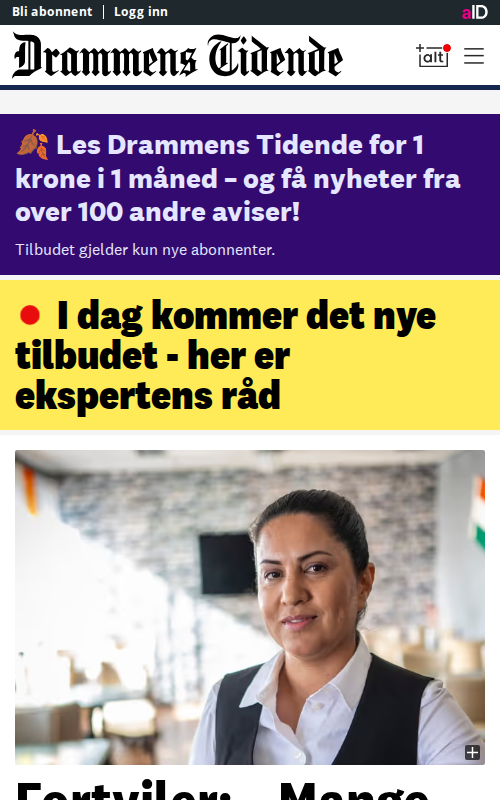 Bli abonnent | Logg inn
aID
Drammens Tidende
+alt
Les Drammens Tidende for 1
krone i 1 måned – og få nyheter fra
over 100 andre aviser!
Tilbudet gjelder kun nye abonnenter.
I dag kommer det nye
tilbudet - her er
ekspertens råd
Fortviler: – Mange